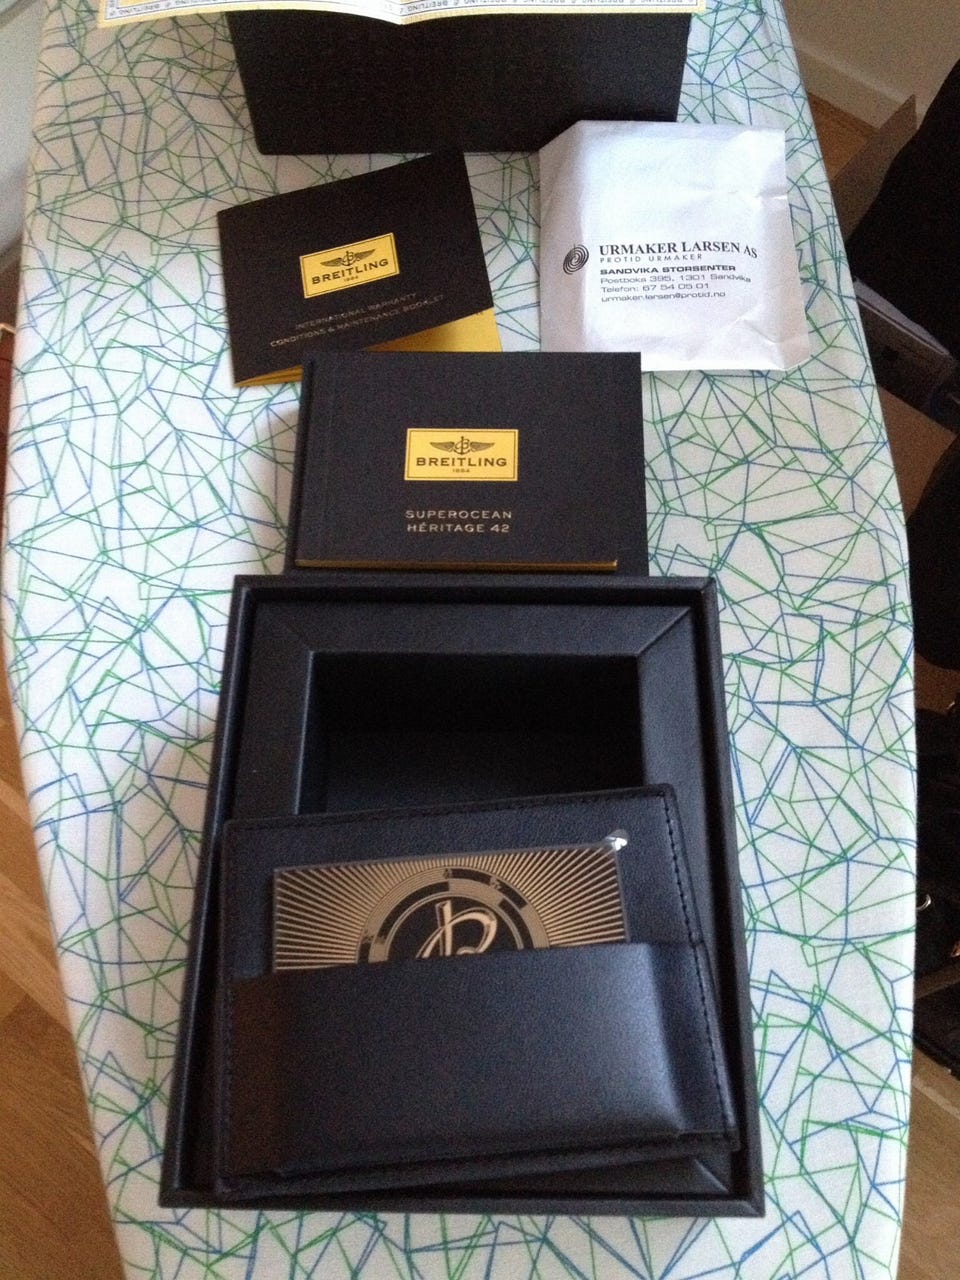 BREITLING
BREITLING
1884
INTERNATIONAL WARRANTY
CONDITIONS & MAINTENANCE BOOKLET
URMAKER LARSEN AS
PROTID URMAKER
SANDVIKA STORSENTER
Postboks 395, 1301 Sandvika
Telefon: 67 54 05 01
urmaker.larsen@protid.no
BREITLING
1884
SUPEROCEAN
HÉRITAGE 42